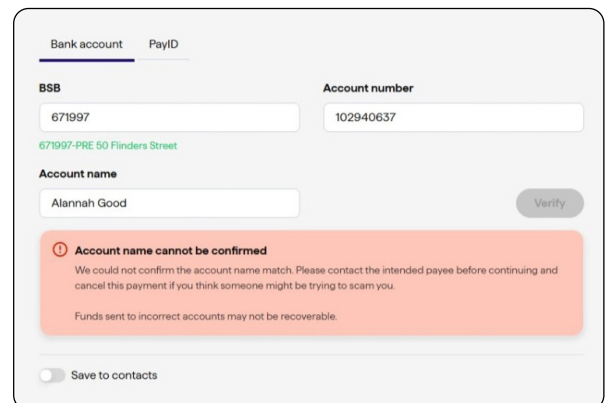 Bank account PayID
BSB Account number
671997 102940637
671997-PRE 50 Flinders Street
Account name
Alannah Good Verify
Account name cannot be confirmed
We could not confirm the account name match. Please contact the intended payee before continuing and
cancel this payment if you think someone might be trying to scam you.
Funds sent to incorrect accounts may not be recoverable.
Save to contacts